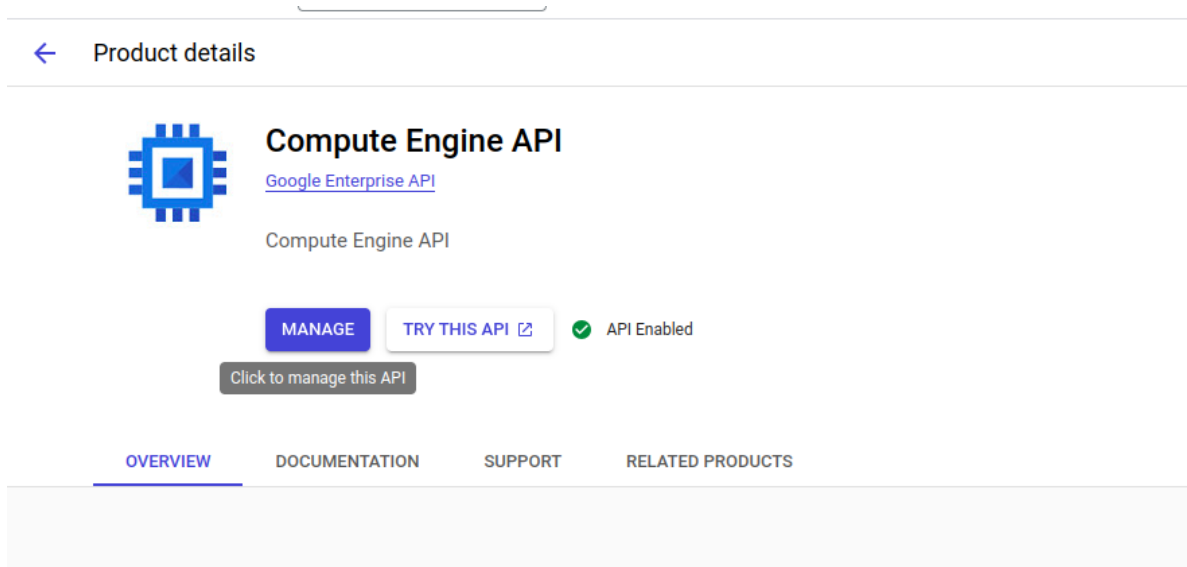 Product details
Compute Engine API
Google Enterprise API
Compute Engine API
MANAGE TRY THIS API API Enabled
Click to manage this API
OVERVIEW DOCUMENTATION SUPPORT RELATED PRODUCTS